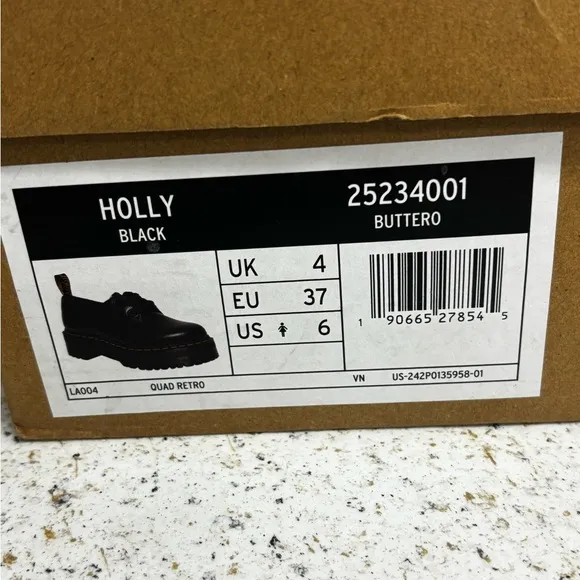 HOLLY
BLACK
25234001
BUTTERO
UK 4
EU 37
US 6
1 90665 27854 5
LA004 QUAD RETRO
VN US-242P0135958-01